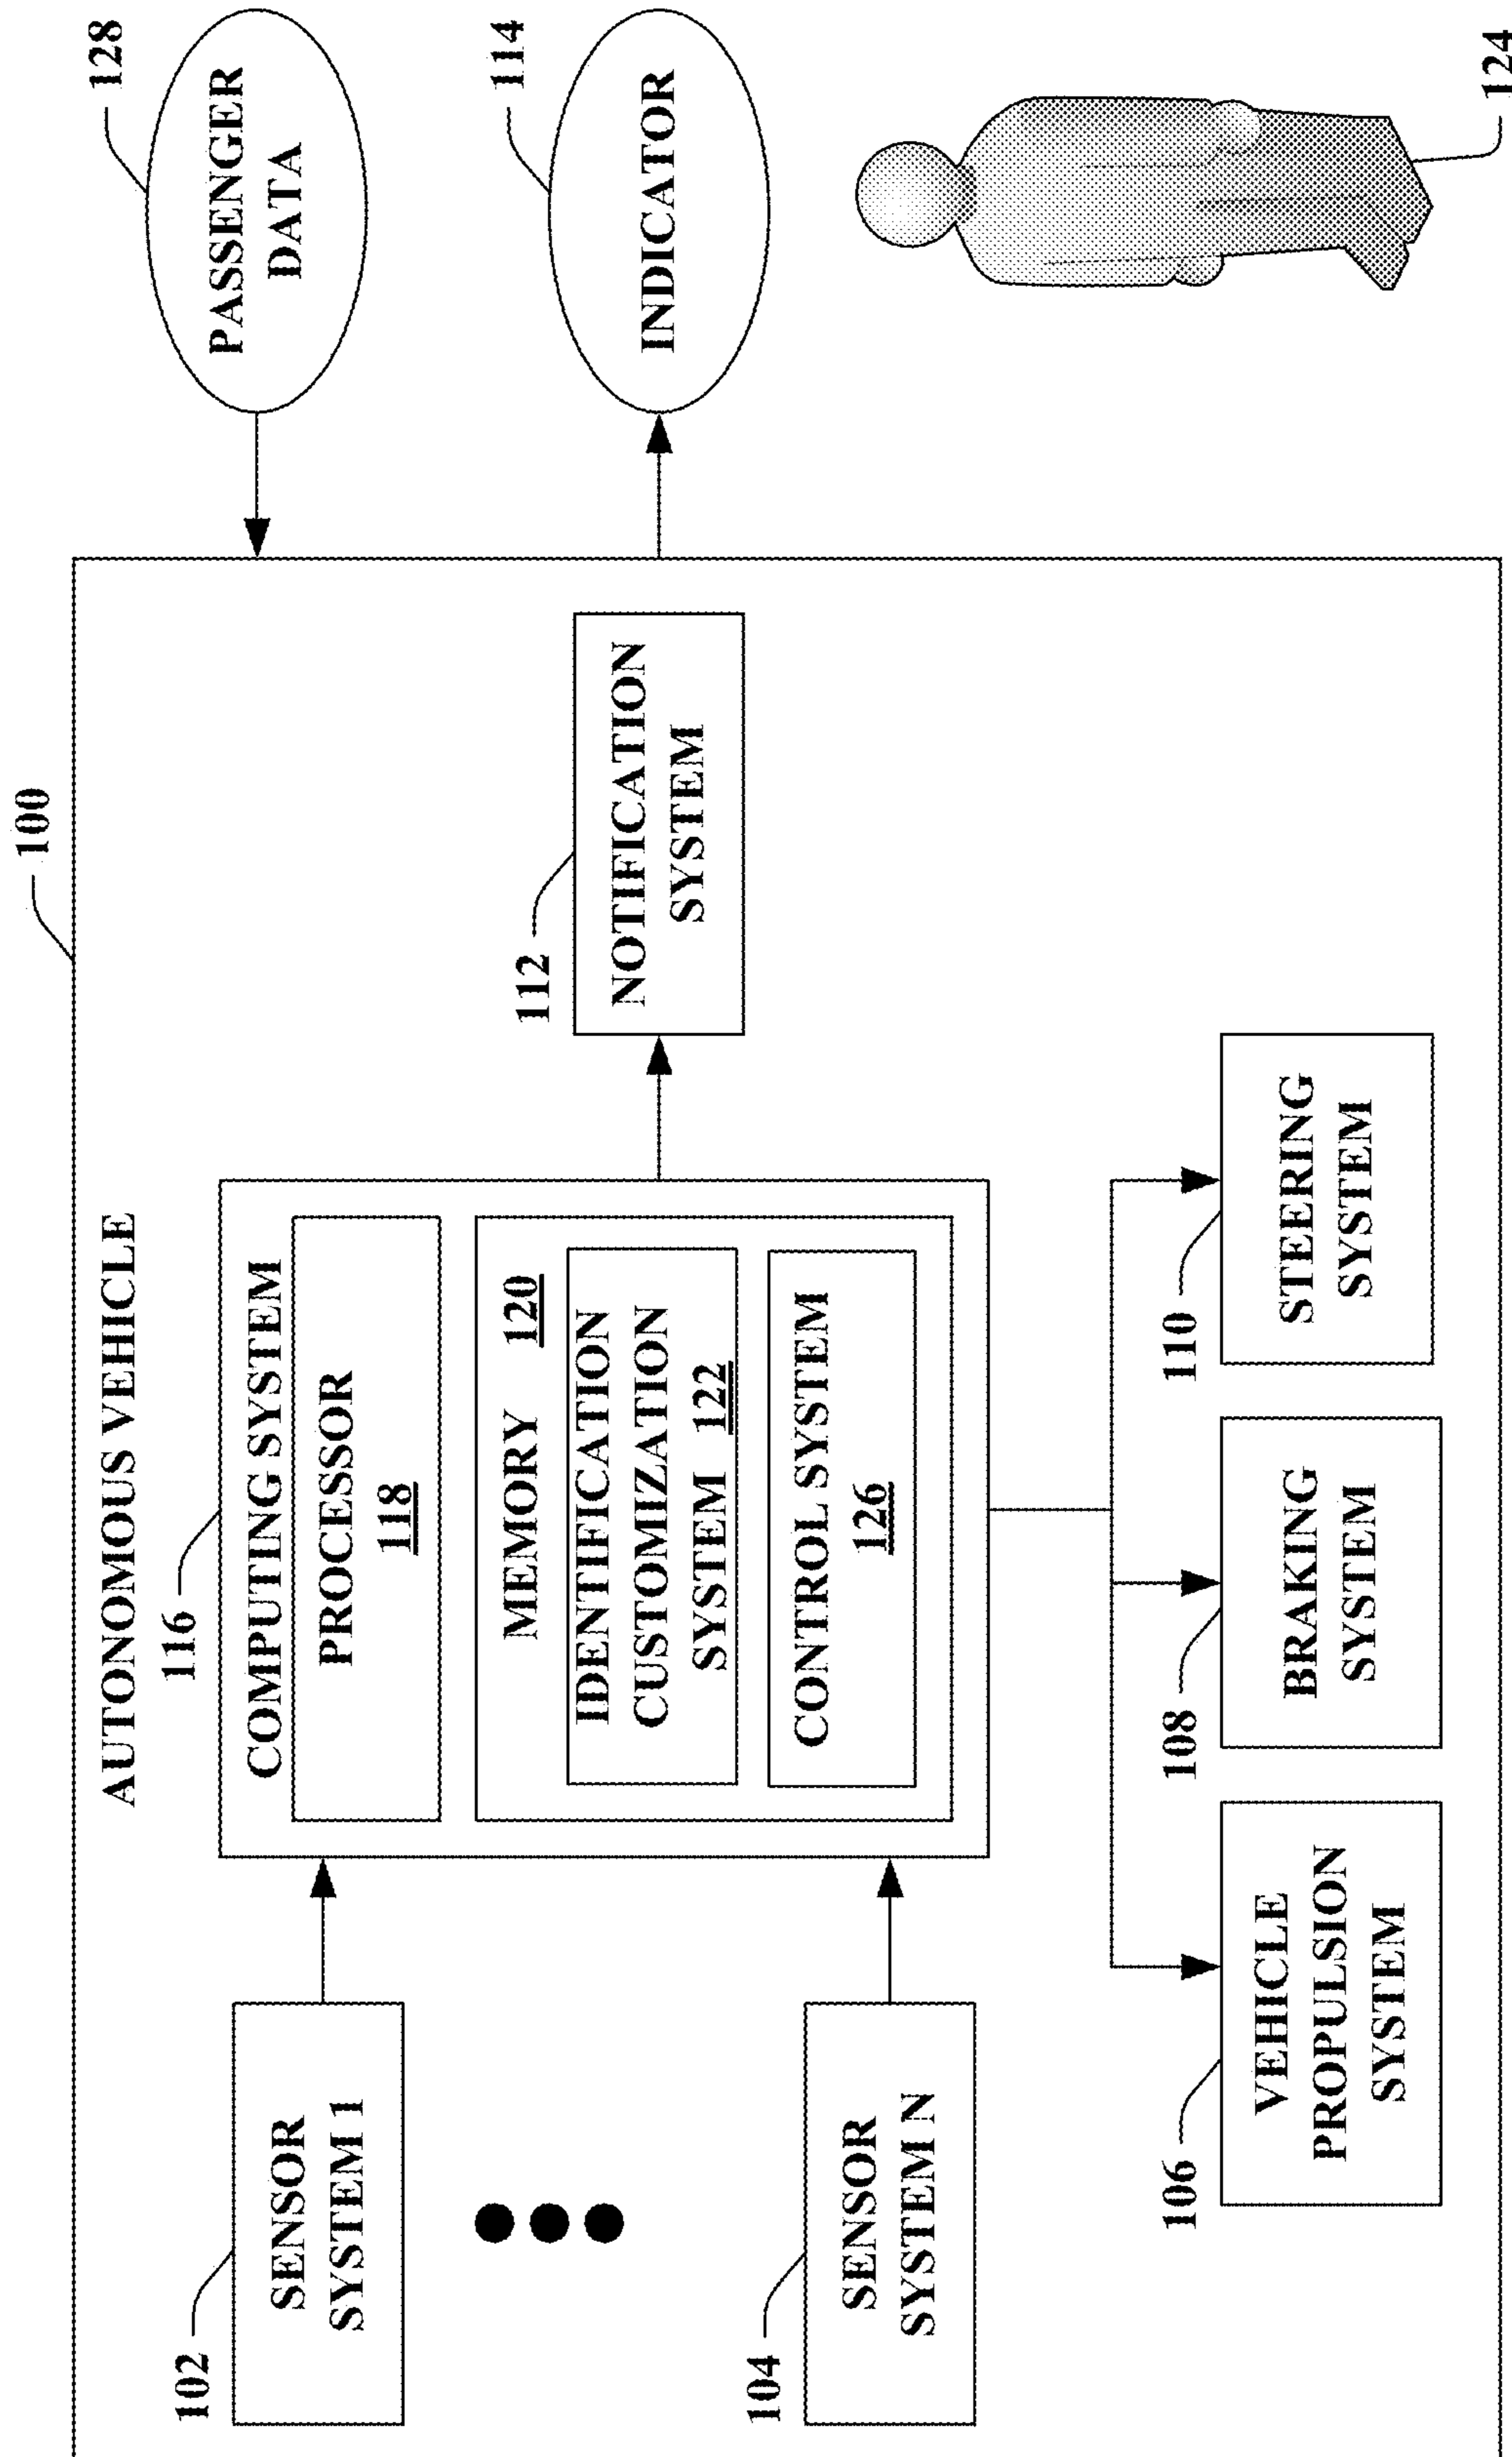 100
AUTONOMOUS VEHICLE
102
SENSOR
SYSTEM 1
104
SENSOR
SYSTEM N
116
COMPUTING SYSTEM
PROCESSOR
118
MEMORY 120
IDENTIFICATION
CUSTOMIZATION
SYSTEM 122
CONTROL SYSTEM
126
112
NOTIFICATION
SYSTEM
128
PASSENGER
DATA
114
INDICATOR
124
106
VEHICLE
PROPULSION
SYSTEM
108
BRAKING
SYSTEM
110
STEERING
SYSTEM